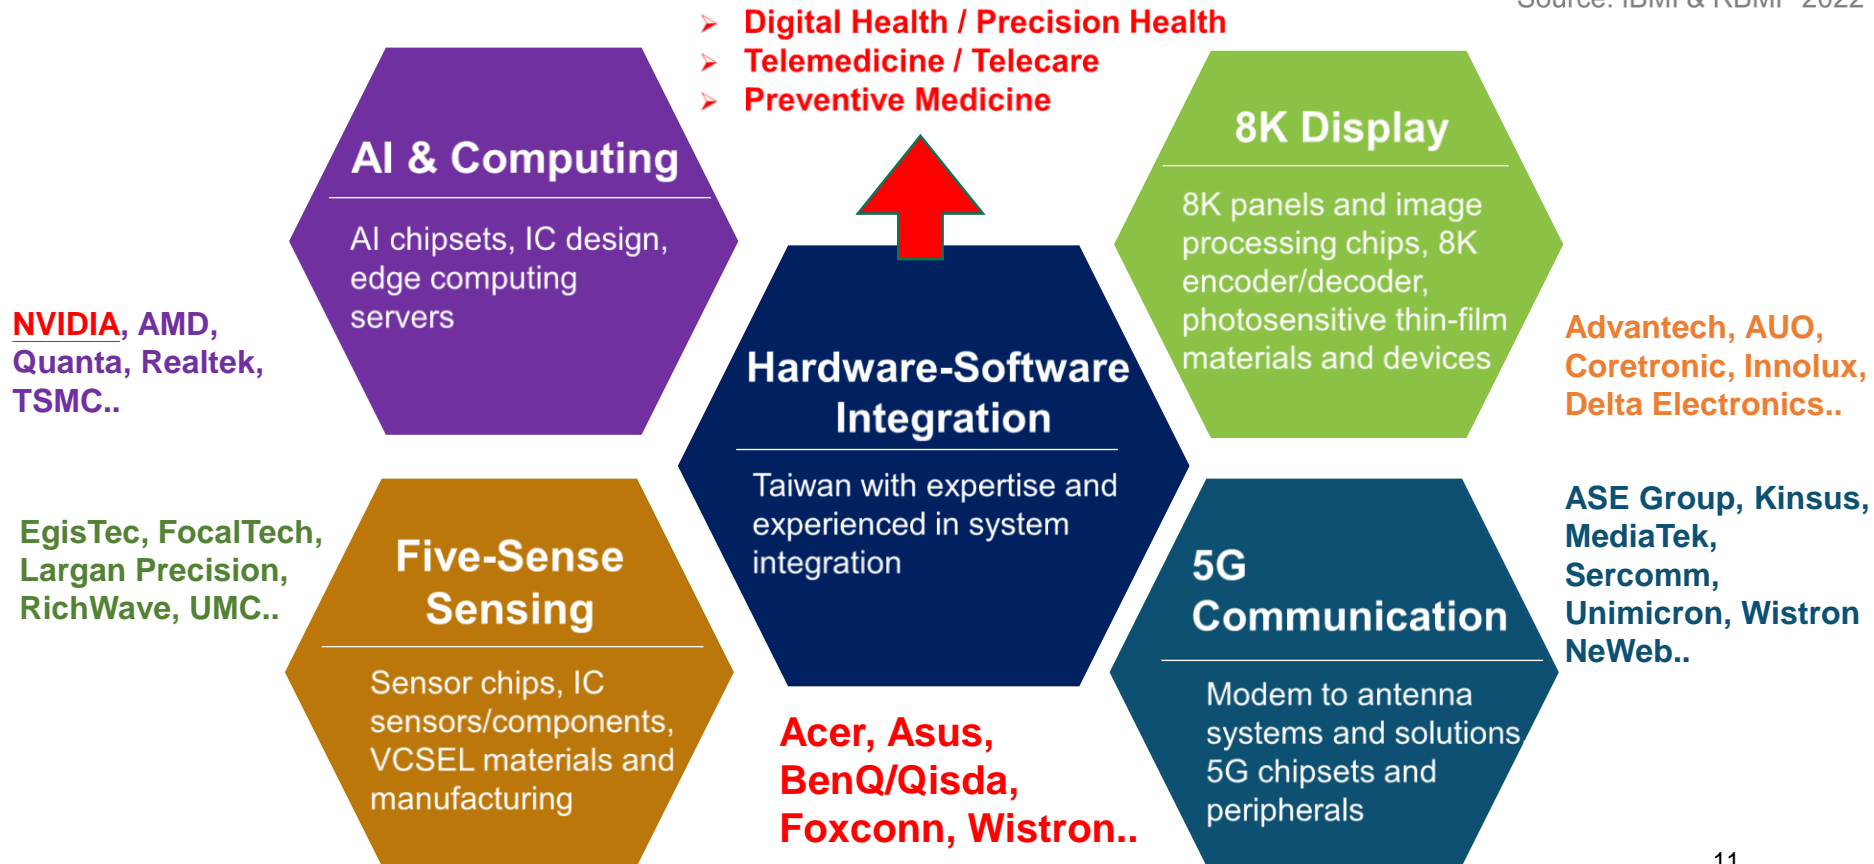 Source: IBMI & RBMP 2022
➢ Digital Health / Precision Health
➢ Telemedicine / Telecare
➢ Preventive Medicine
AI & Computing
AI chipsets, IC design,
edge computing
servers
NVIDIA, AMD,
Quanta, Realtek,
TSMC..
8K Display
8K panels and image
processing chips, 8K
encoder/decoder,
photosensitive thin-film
materials and devices
Advantech, AUO,
Coretronic, Innolux,
Delta Electronics..
Hardware-Software
Integration
Taiwan with expertise and
experienced in system
integration
Acer, Asus,
BenQ/Qisda,
Foxconn, Wistron..
EgisTec, FocalTech,
Largan Precision,
RichWave, UMC..
Five-Sense
Sensing
Sensor chips, IC
sensors/components,
VCSEL materials and
manufacturing
5G
Communication
Modem to antenna
systems and solutions
5G chipsets and
peripherals
ASE Group, Kinsus,
MediaTek,
Sercomm,
Unimicron, Wistron
NeWeb..
11